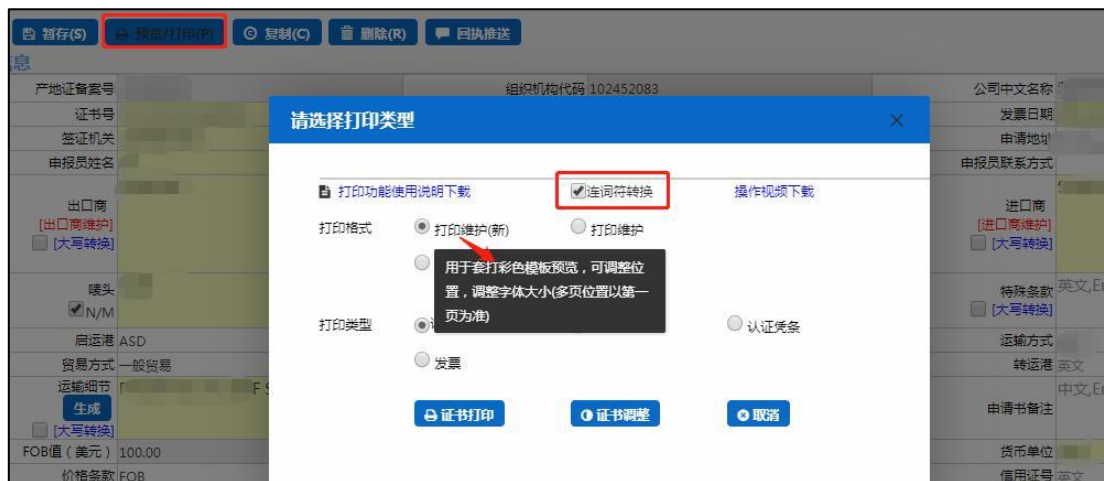 暂存(S) 预览/打印(P) 复制(C) 删除(R) 回执推送
息
产地证备案号 组织机构代码 102452083 公司中文名称
证书号 发票日期
签证机关 申请地址
申报员姓名 申报员联系方式
请选择打印类型
打印功能使用说明下载 连词符转换 操作视频下载
出口商 进口商
[出口商维护] [进口商维护]
[大写转换] [大写转换]
打印格式 打印维护(新) 打印维护
用于套打彩色模板预览，可调整位
置，调整字体大小(多页位置以第一
页为准)
唛头 特殊条款 英文,En
N/M [大写转换]
打印类型 认证凭条
发票
启运港 ASD 运输方式
贸易方式 一般贸易 转运港 英文
运输细节 F S 中文,En
生成 申请书备注
[大写转换]
证书打印 证书调整 取消
FOB值（美元） 100.00 货币单位
价格条款 FOB 信用证号 英文